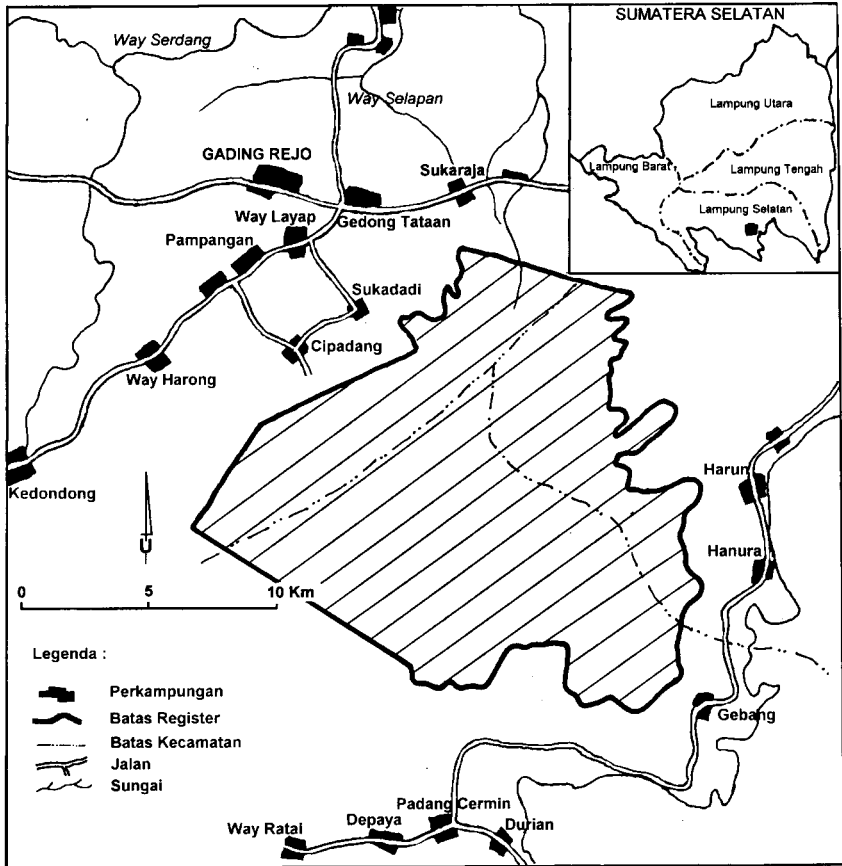 SUMATERA SELATAN
Lampung Utara
Lampung Barat
Lampung Tengah
Lampung Selatan
Way Serdang
Way Selapan
GADING REJO
Sukaraja
Way Layap
Gedong Tataan
Pampangan
Sukadadi
Cipadang
Way Harong
Kedondong
Harun
Hanura
U
0 5 10 Km
Legenda :
Perkampungan
Batas Register
Batas Kecamatan
Jalan
Sungai
Gebang
Padang Cermin
Way Ratai
Depaya
Durian